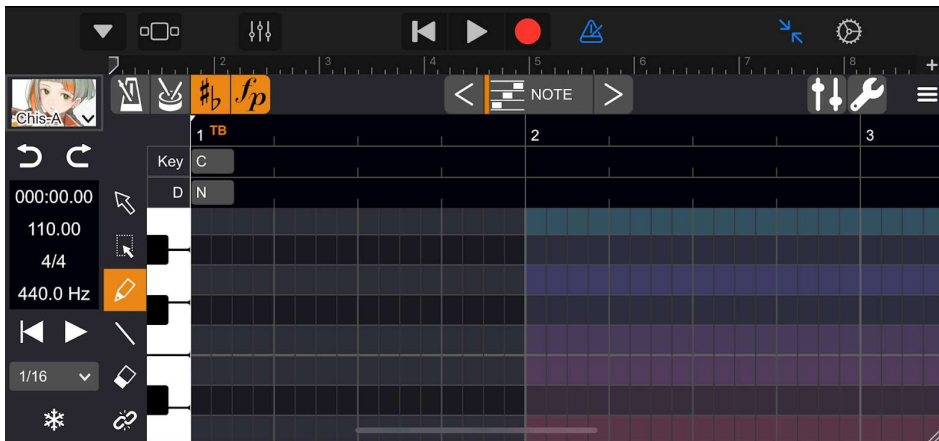 2 3 4 5 6 7 8
NOTE
Chis-A
1 TB 2 3
Key C
D N
000:00.00
110.00
4/4
440.0 Hz
1/16